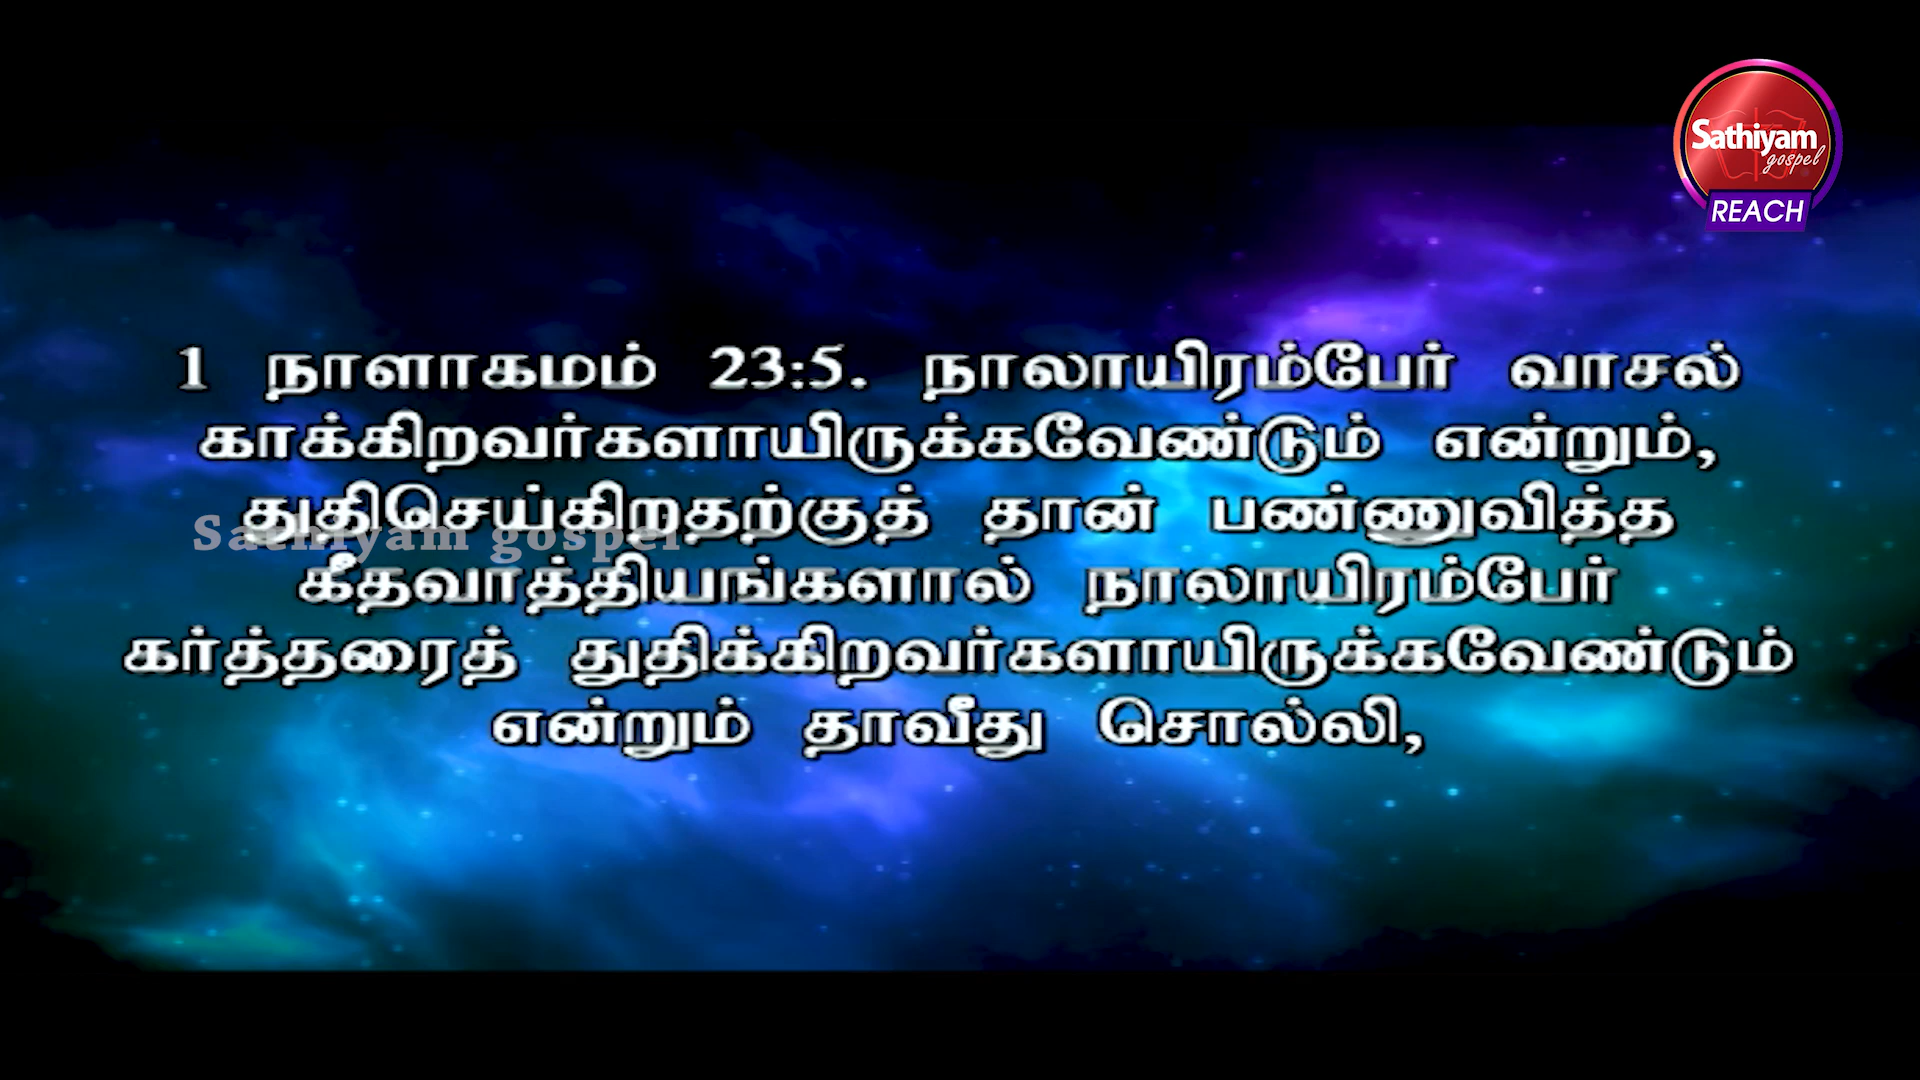 Sathiyam
gospel
REACH
1 நாளாகமம் 23:5. நாலாயிரம்பேர் வாசல்
காக்கிறவர்களாயிருக்கவேண்டும் என்றும்,
துதிசெய்கிறதற்குத் தான் பண்ணுவித்த
Sathiyam gospel
கீதவாத்தியங்களால் நாலாயிரம்பேர்
கர்த்தரைத் துதிக்கிறவர்களாயிருக்கவேண்டும்
என்றும் தாவீது சொல்லி,